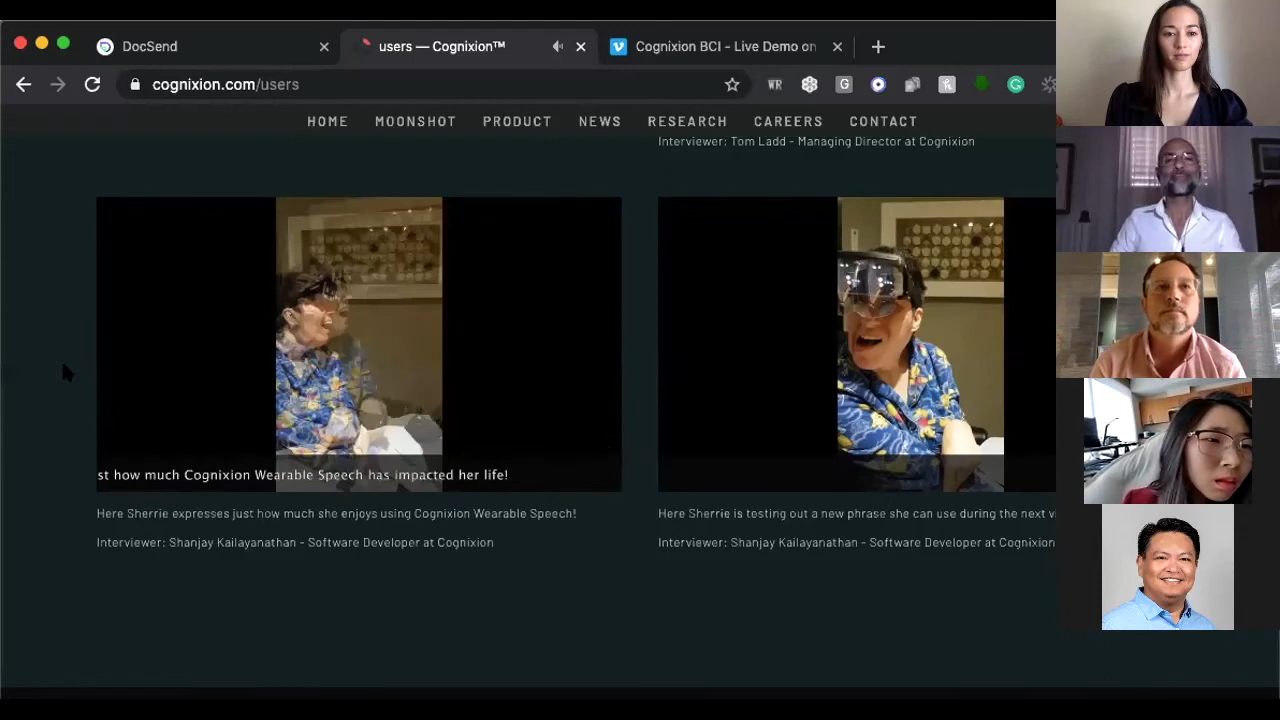 DocSend
users — Cognixion™
Cognixion BCI - Live Demo on
cognixion.com/users
WR
G
HOME MOONSHOT PRODUCT NEWS RESEARCH CAREERS CONTACT
Interviewer: Tom Ladd - Managing Director at Cognixion
st how much Cognixion Wearable Speech has impacted her life!
Here Sherrie expresses just how much she enjoys using Cognixion Wearable Speech!
Interviewer: Shanjay Kailayanathan - Software Developer at Cognixion
Here Sherrie is testing out a new phrase she can use during the next vi
Interviewer: Shanjay Kailayanathan - Software Developer at Cognixion